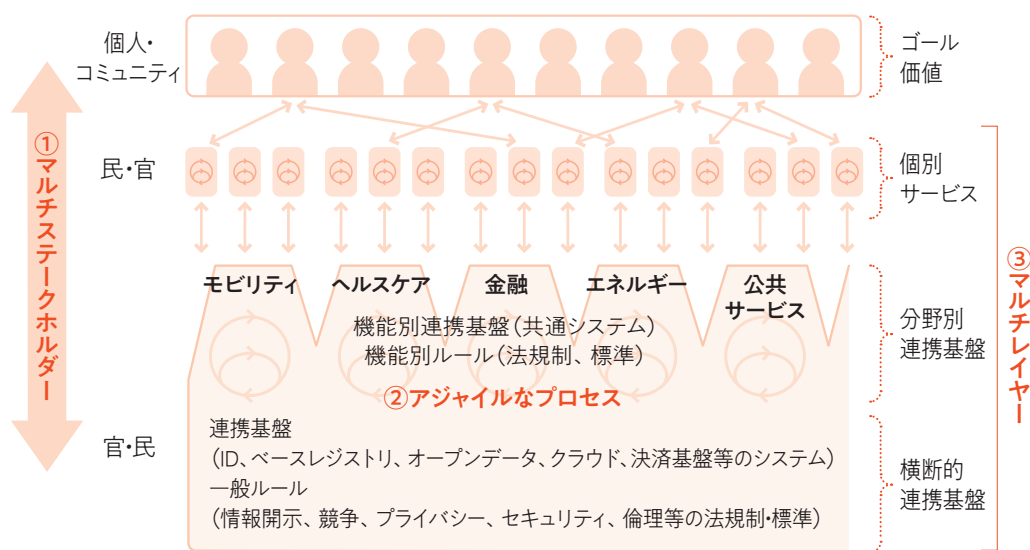 個人・
コミュニティ
ゴール
価値
①マルチステークホルダー
民・官
個別
サービス
③マルチレイヤー
モビリティ
ヘルスケア
金融
エネルギー
公共
サービス
機能別連携基盤（共通システム）
機能別ルール（法規制、標準）
分野別
連携基盤
②アジャイルなプロセス
官・民
連携基盤
（ID、ベースレジストリ、オープンデータ、クラウド、決済基盤等のシステム）
一般ルール
（情報開示、競争、プライバシー、セキュリティ、倫理等の法規制・標準）
横断的
連携基盤